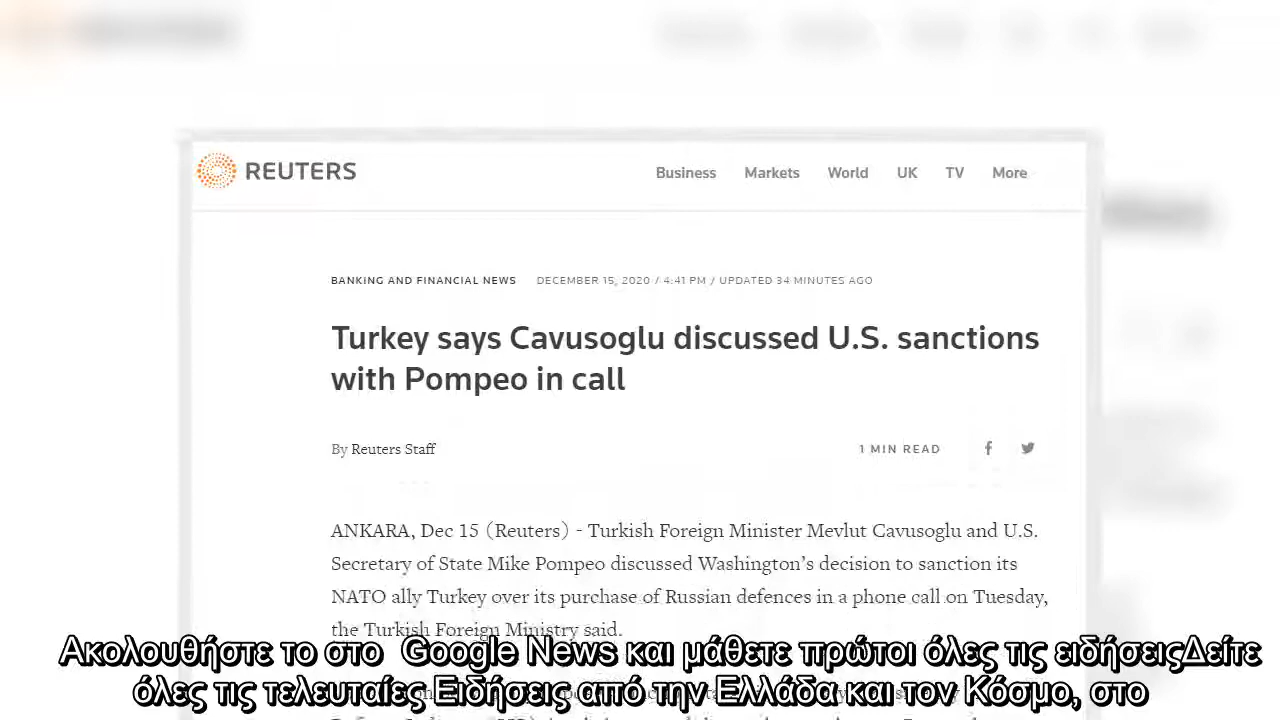 REUTERS
Business Markets World UK TV More
BANKING AND FINANCIAL NEWS DECEMBER 15, 2020 / 4:41 PM / UPDATED 34 MINUTES AGO
Turkey says Cavusoglu discussed U.S. sanctions
with Pompeo in call
By Reuters Staff 1 MIN READ
ANKARA, Dec 15 (Reuters) - Turkish Foreign Minister Mevlut Cavusoglu and U.S.
Secretary of State Mike Pompeo discussed Washington’s decision to sanction its
NATO ally Turkey over its purchase of Russian defences in a phone call on Tuesday,
the Turkish Foreign Ministry said.
Ακολουθήστε το στο Google News και μάθετε πρώτοι όλες τις ειδήσειςΔείτε
όλες τις τελευταίες Ειδήσεις από την Ελλάδα και τον Κόσμο, στο